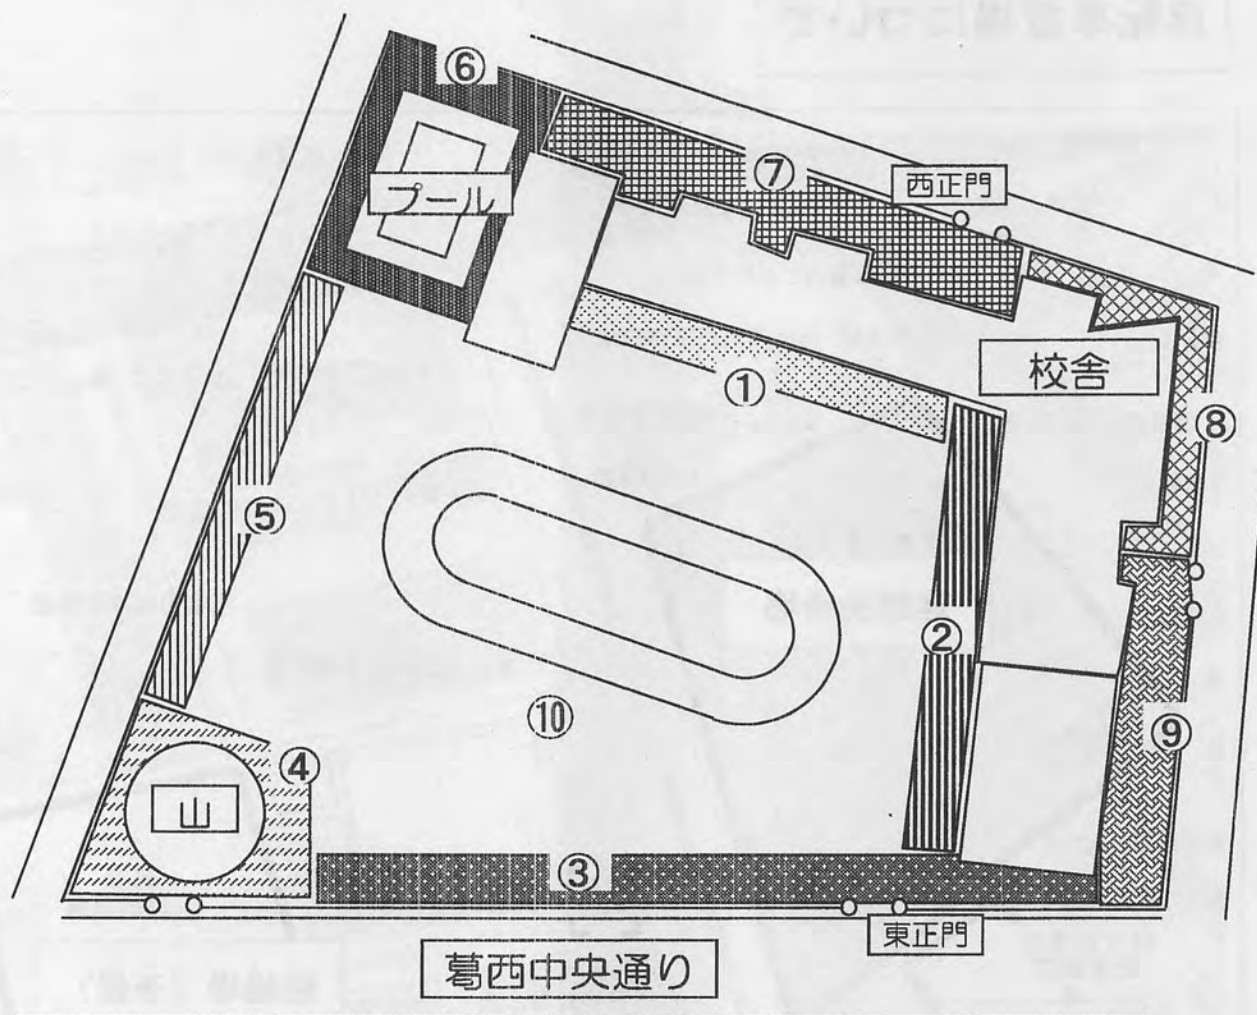 ⑥
プール
⑦
西正門
①
校舎
⑧
⑤
②
⑩
⑨
④
山
③
東正門
葛西中央通り